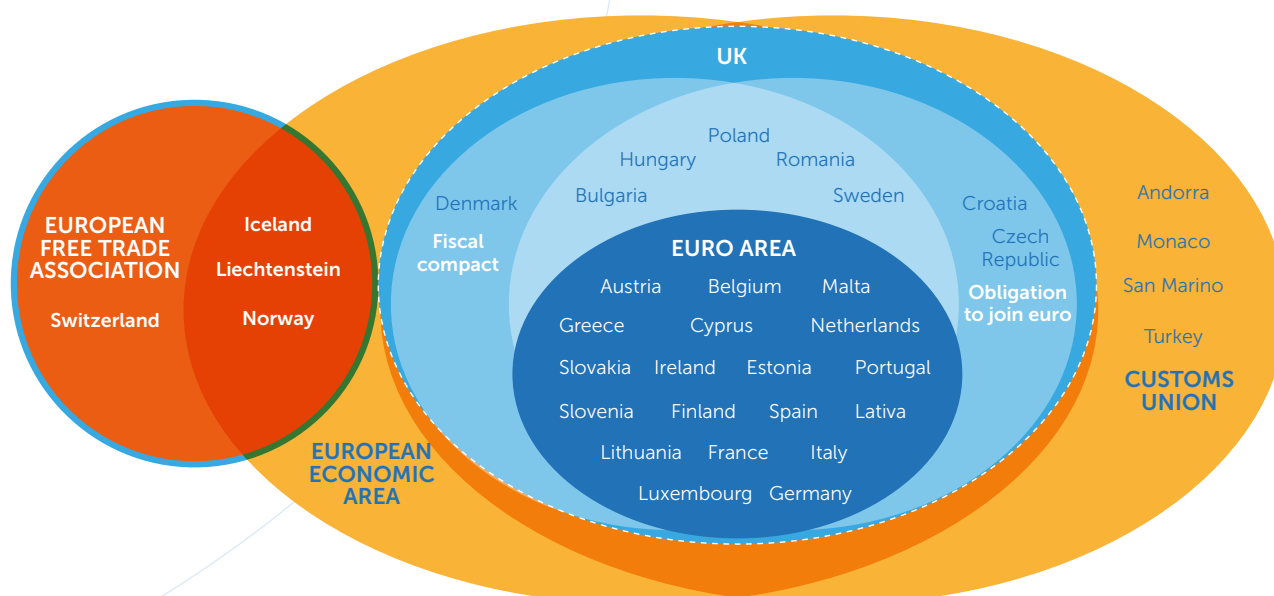 UK
Poland
Hungary
Romania
Bulgaria
Sweden
Denmark
Fiscal
compact
Croatia
Czech
Republic
Obligation
to join euro
EUROPEAN
FREE TRADE
ASSOCIATION
Switzerland
Iceland
Liechtenstein
Norway
EURO AREA
Austria Belgium Malta
Greece Cyprus Netherlands
Slovakia Ireland Estonia Portugal
Slovenia Finland Spain Lativa
Lithuania France Italy
Luxembourg Germany
EUROPEAN
ECONOMIC
AREA
Andorra
Monaco
San Marino
Turkey
CUSTOMS
UNION